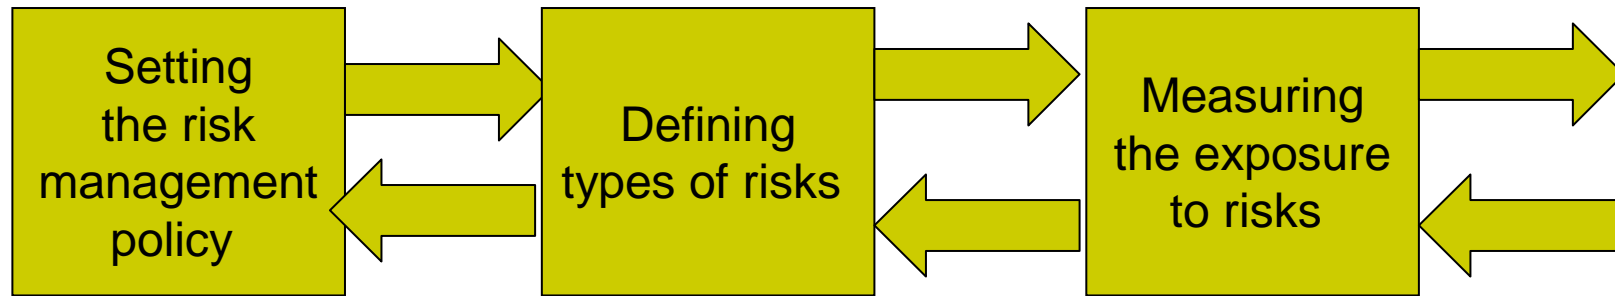 Setting
the risk
management
policy
Defining
types of risks
Measuring
the exposure
to risks